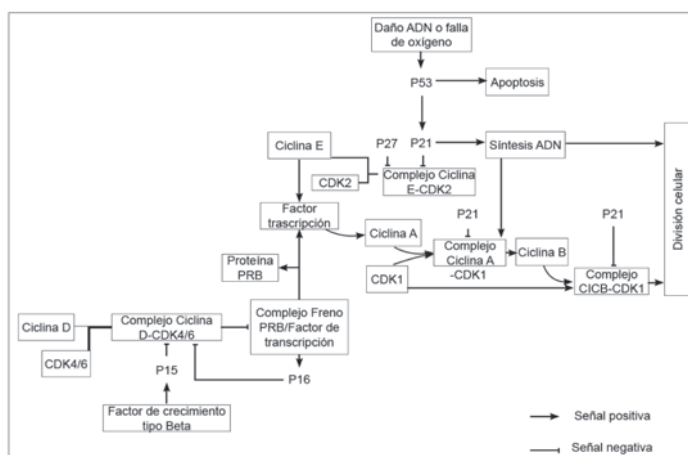 Daño ADN o falla
de oxígeno
P53
Apoptosis
Ciclina E
P27
P21
Síntesis ADN
CDK2
Complejo Ciclina
E-CDK2
División celular
Factor
trascripción
Ciclina A
P21
P21
Complejo
Ciclina A
-CDK1
Ciclina B
Proteína
PRB
CDK1
Complejo
CICB-CDK1
Ciclina D
Complejo Ciclina
D-CDK4/6
Complejo Freno
PRB/Factor de
transcripción
CDK4/6
P15
P16
Factor de crecimiento
tipo Beta
Señal positiva
Señal negativa